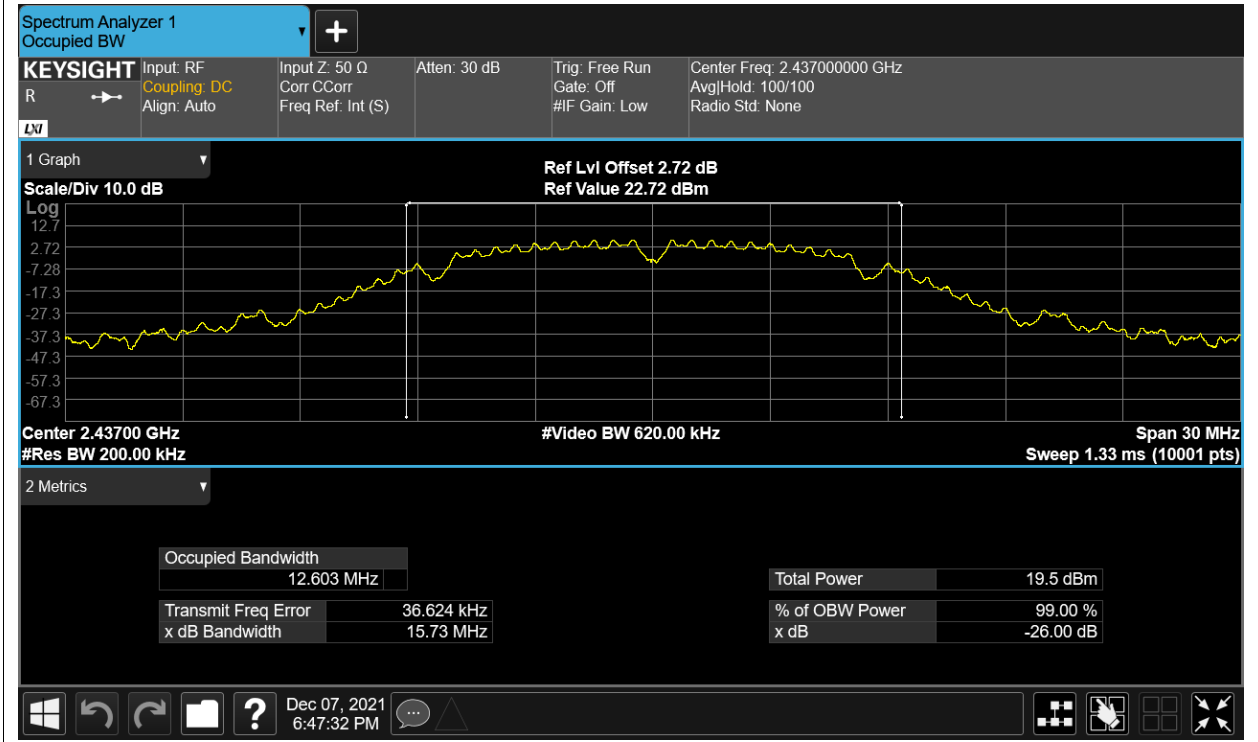 Spectrum Analyzer 1
Occupied BW
KEYSIGHT Input: RF Input Z: 50 Ω Atten: 30 dB Trig: Free Run Center Freq: 2.437000000 GHz
R Coupling: DC Corr CCorr Gate: Off Avg|Hold: 100/100
Align: Auto Freq Ref: Int (S) #IF Gain: Low Radio Std: None
LXI
1 Graph Ref Lvl Offset 2.72 dB
Scale/Div 10.0 dB Ref Value 22.72 dBm
Log
12.7
2.72
-7.28
-17.3
-27.3
-37.3
-47.3
-57.3
-67.3
Center 2.43700 GHz #Video BW 620.00 kHz Span 30 MHz
#Res BW 200.00 kHz Sweep 1.33 ms (10001 pts)
2 Metrics
Occupied Bandwidth
12.603 MHz Total Power 19.5 dBm
Transmit Freq Error 36.624 kHz % of OBW Power 99.00 %
x dB Bandwidth 15.73 MHz x dB -26.00 dB
Dec 07, 2021
6:47:32 PM